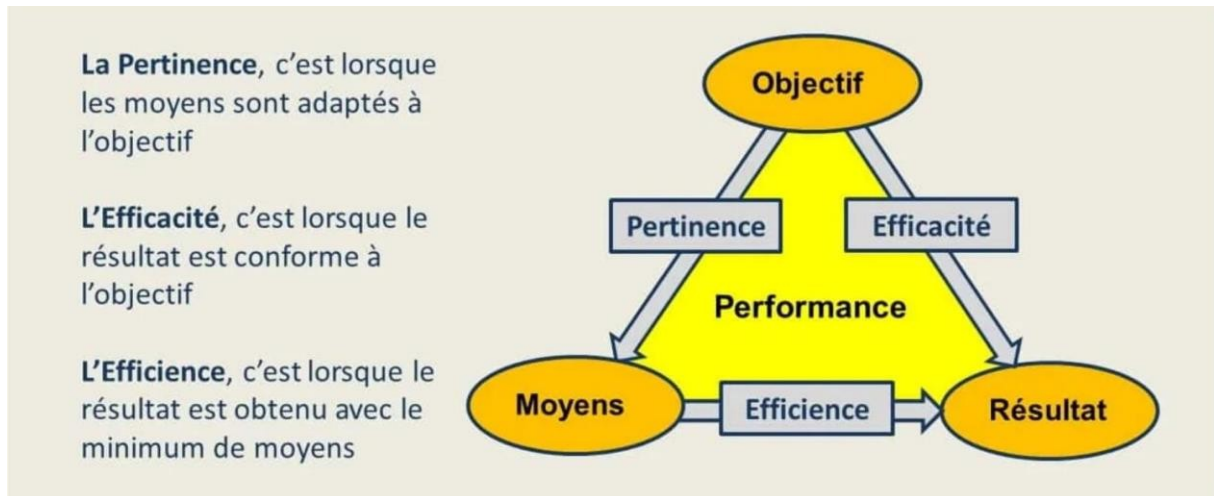 La Pertinence, c’est lorsque
les moyens sont adaptés à
l’objectif
L’Efficacité, c’est lorsque le
résultat est conforme à
l’objectif
L’Efficience, c’est lorsque le
résultat est obtenu avec le
minimum de moyens
Objectif
Pertinence
Efficacité
Performance
Moyens
Efficience
Résultat